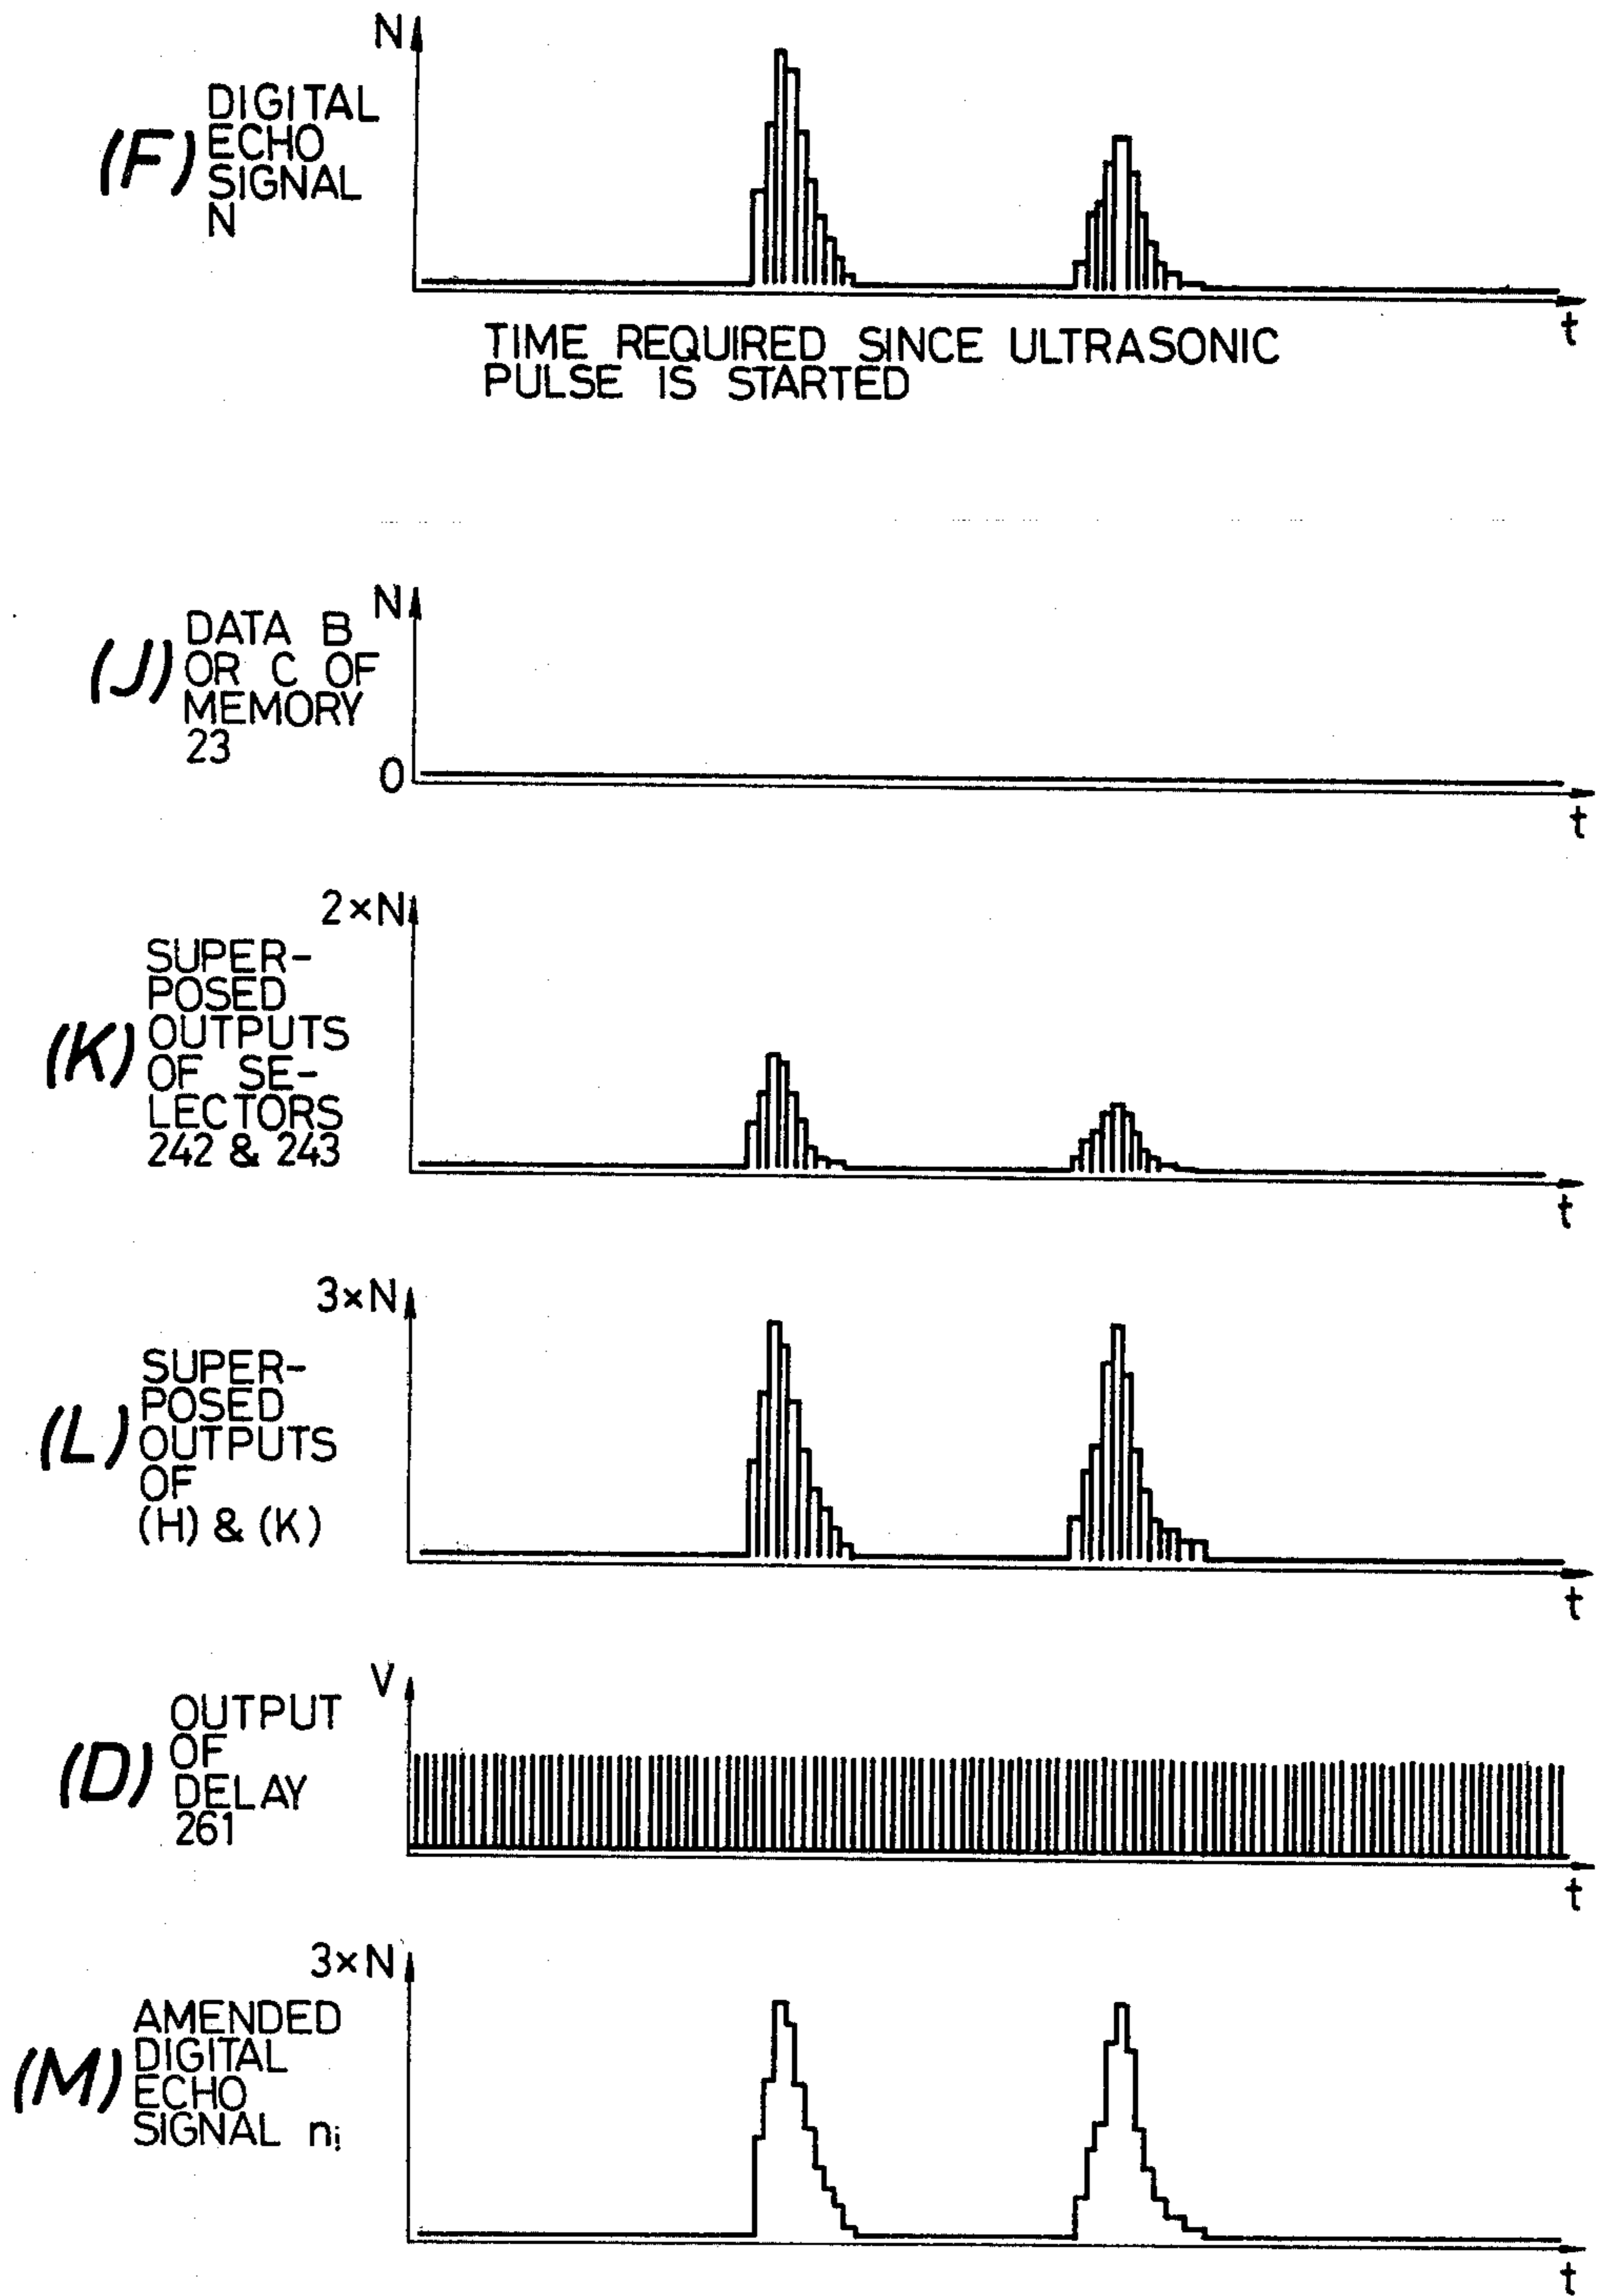 N
(F) DIGITAL
ECHO
SIGNAL
N
t
TIME REQUIRED SINCE ULTRASONIC
PULSE IS STARTED
N
(J) DATA B
OR C OF
MEMORY
23
0
t
2×N
(K) SUPER-
POSED
OUTPUTS
OF SE-
LECTORS
242 & 243
t
3×N
(L) SUPER-
POSED
OUTPUTS
OF
(H) & (K)
t
V
(D) OUTPUT
OF
DELAY
261
t
3×N
(M) AMENDED
DIGITAL
ECHO
SIGNAL ni
t